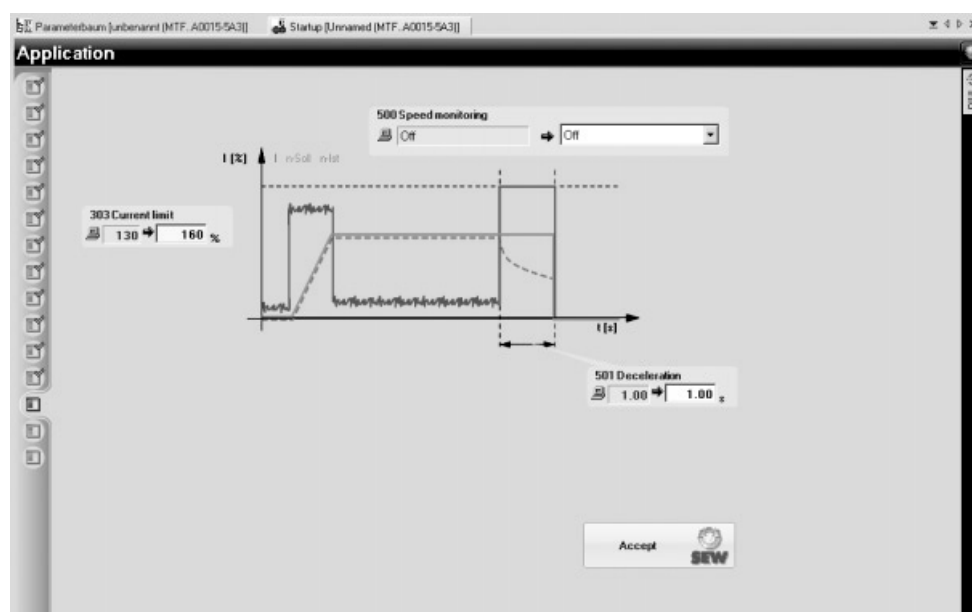 Parameterbaum [unbenannt (MTF..A0015-5A3)]
Startup [Unnamed (MTF..A0015-5A3)]
Application
500 Speed monitoring
Off
Off
I [%]
I n-Soll n-Ist
303 Current limit
130
160 %
t [s]
501 Deceleration
1.00
1.00 s
Accept
SEW